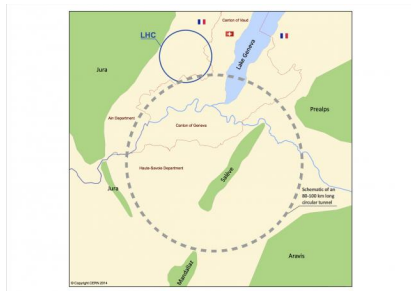 Canton of Vaud
LHC
Lake Geneva
Jura
Prealps
Ain Department
Canton of Geneva
Haute-Savoie Department
Salève
Jura
Schematic of an
80-100 km long
circular tunnel
Mandallaz
Aravis
© Copyright CERN 2014